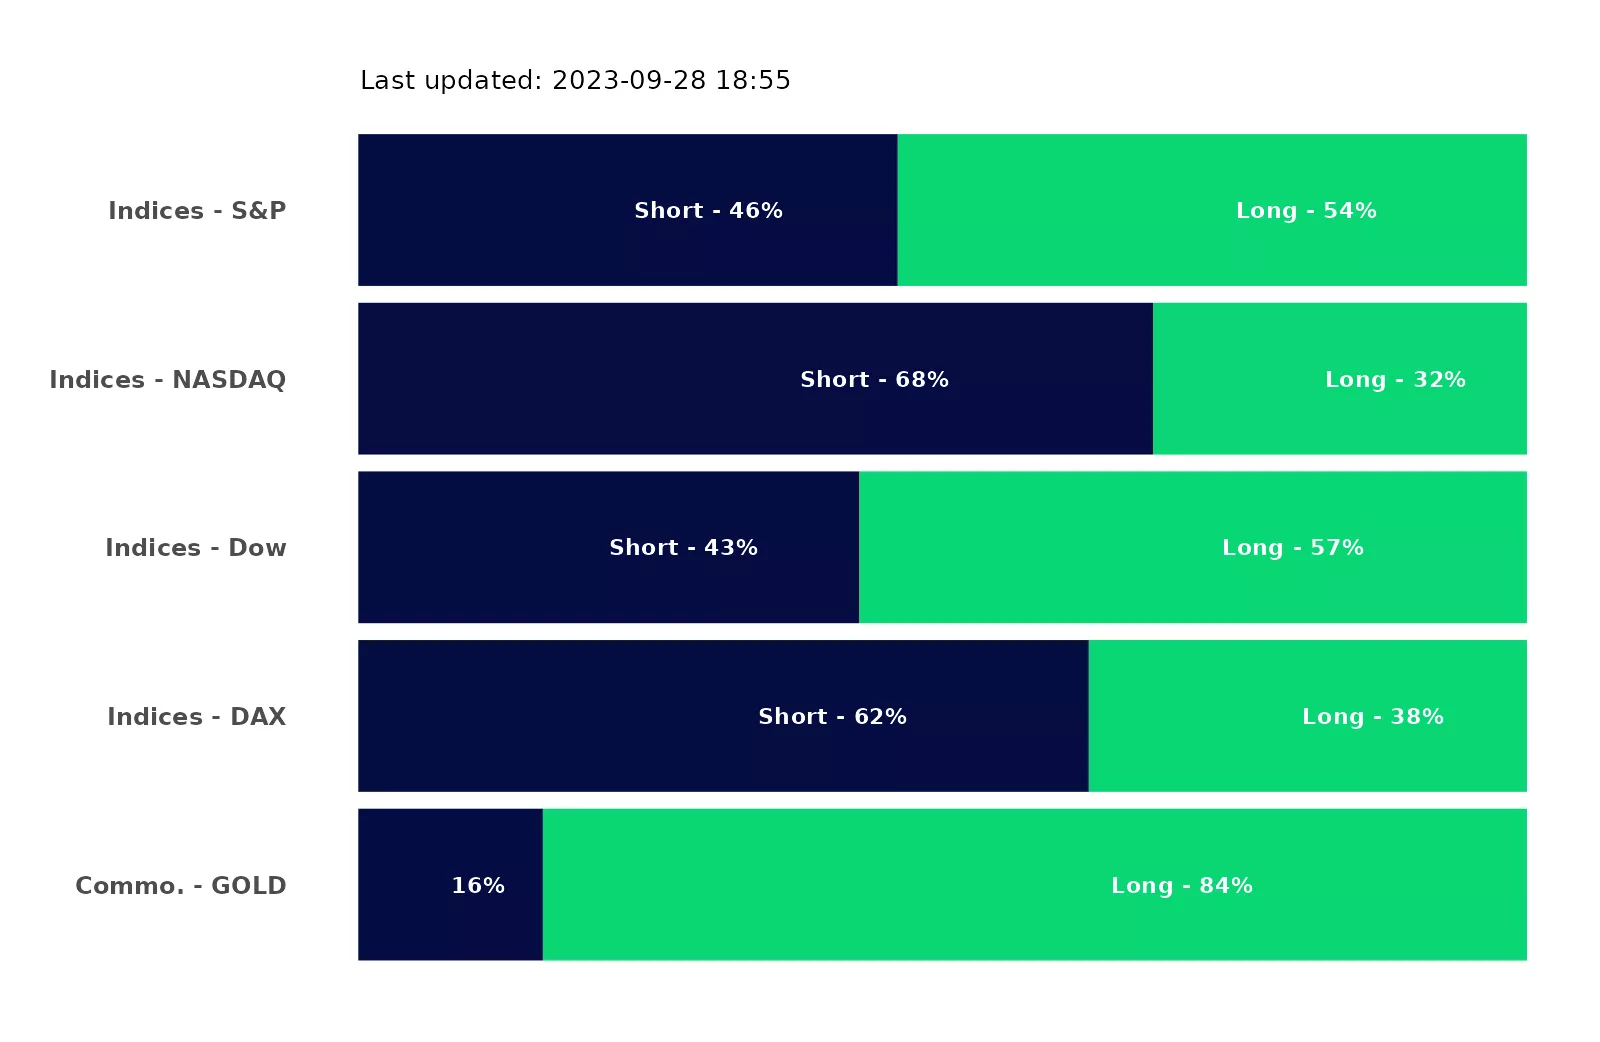 Last updated: 2023-09-28 18:55
Indices - S&P Short - 46% Long - 54%
Indices - NASDAQ Short - 68% Long - 32%
Indices - Dow Short - 43% Long - 57%
Indices - DAX Short - 62% Long - 38%
Commo. - GOLD 16% Long - 84%